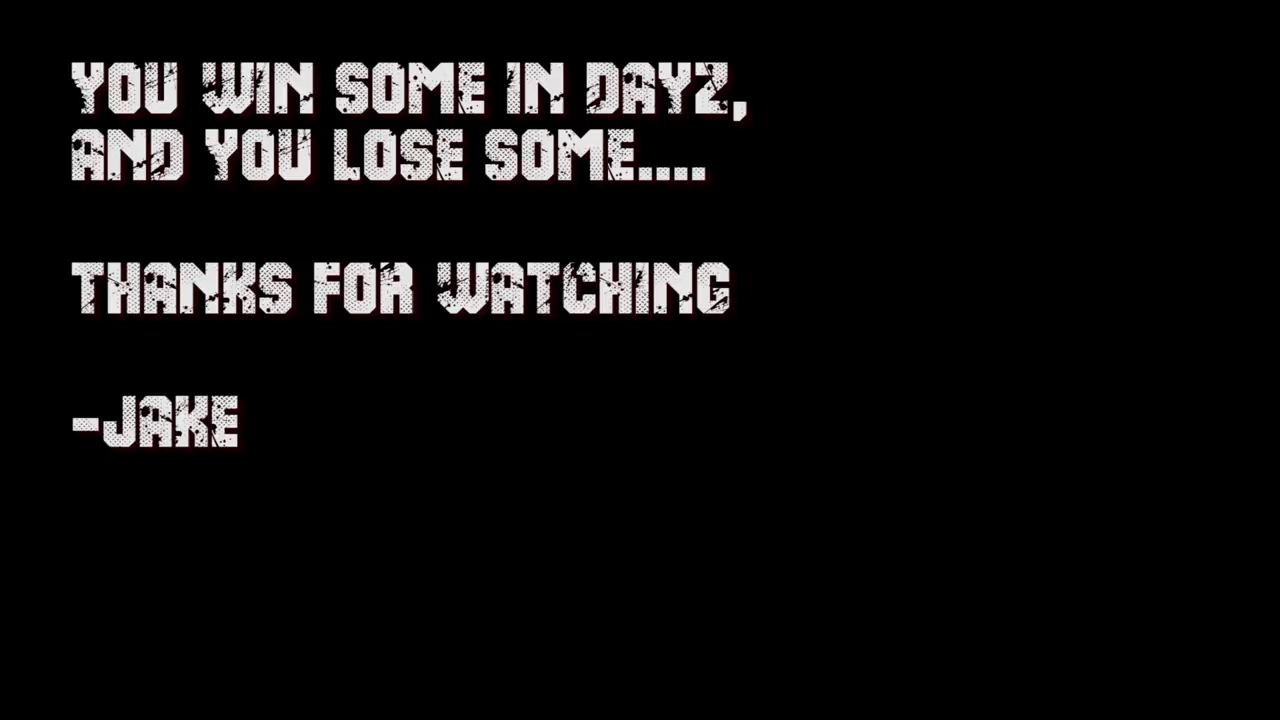 YOU WIN SOME IN DAYZ,
AND YOU LOSE SOME....
THANKS FOR WATCHING
-JAKE